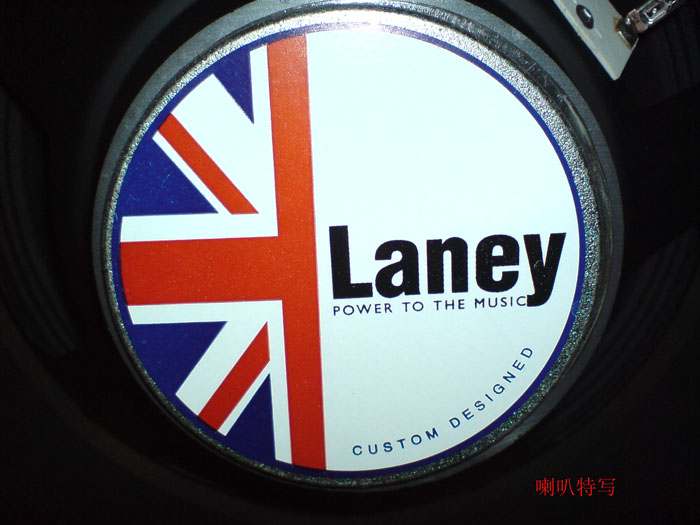 Laney
POWER TO THE MUSIC
CUSTOM DESIGNED
喇叭特写